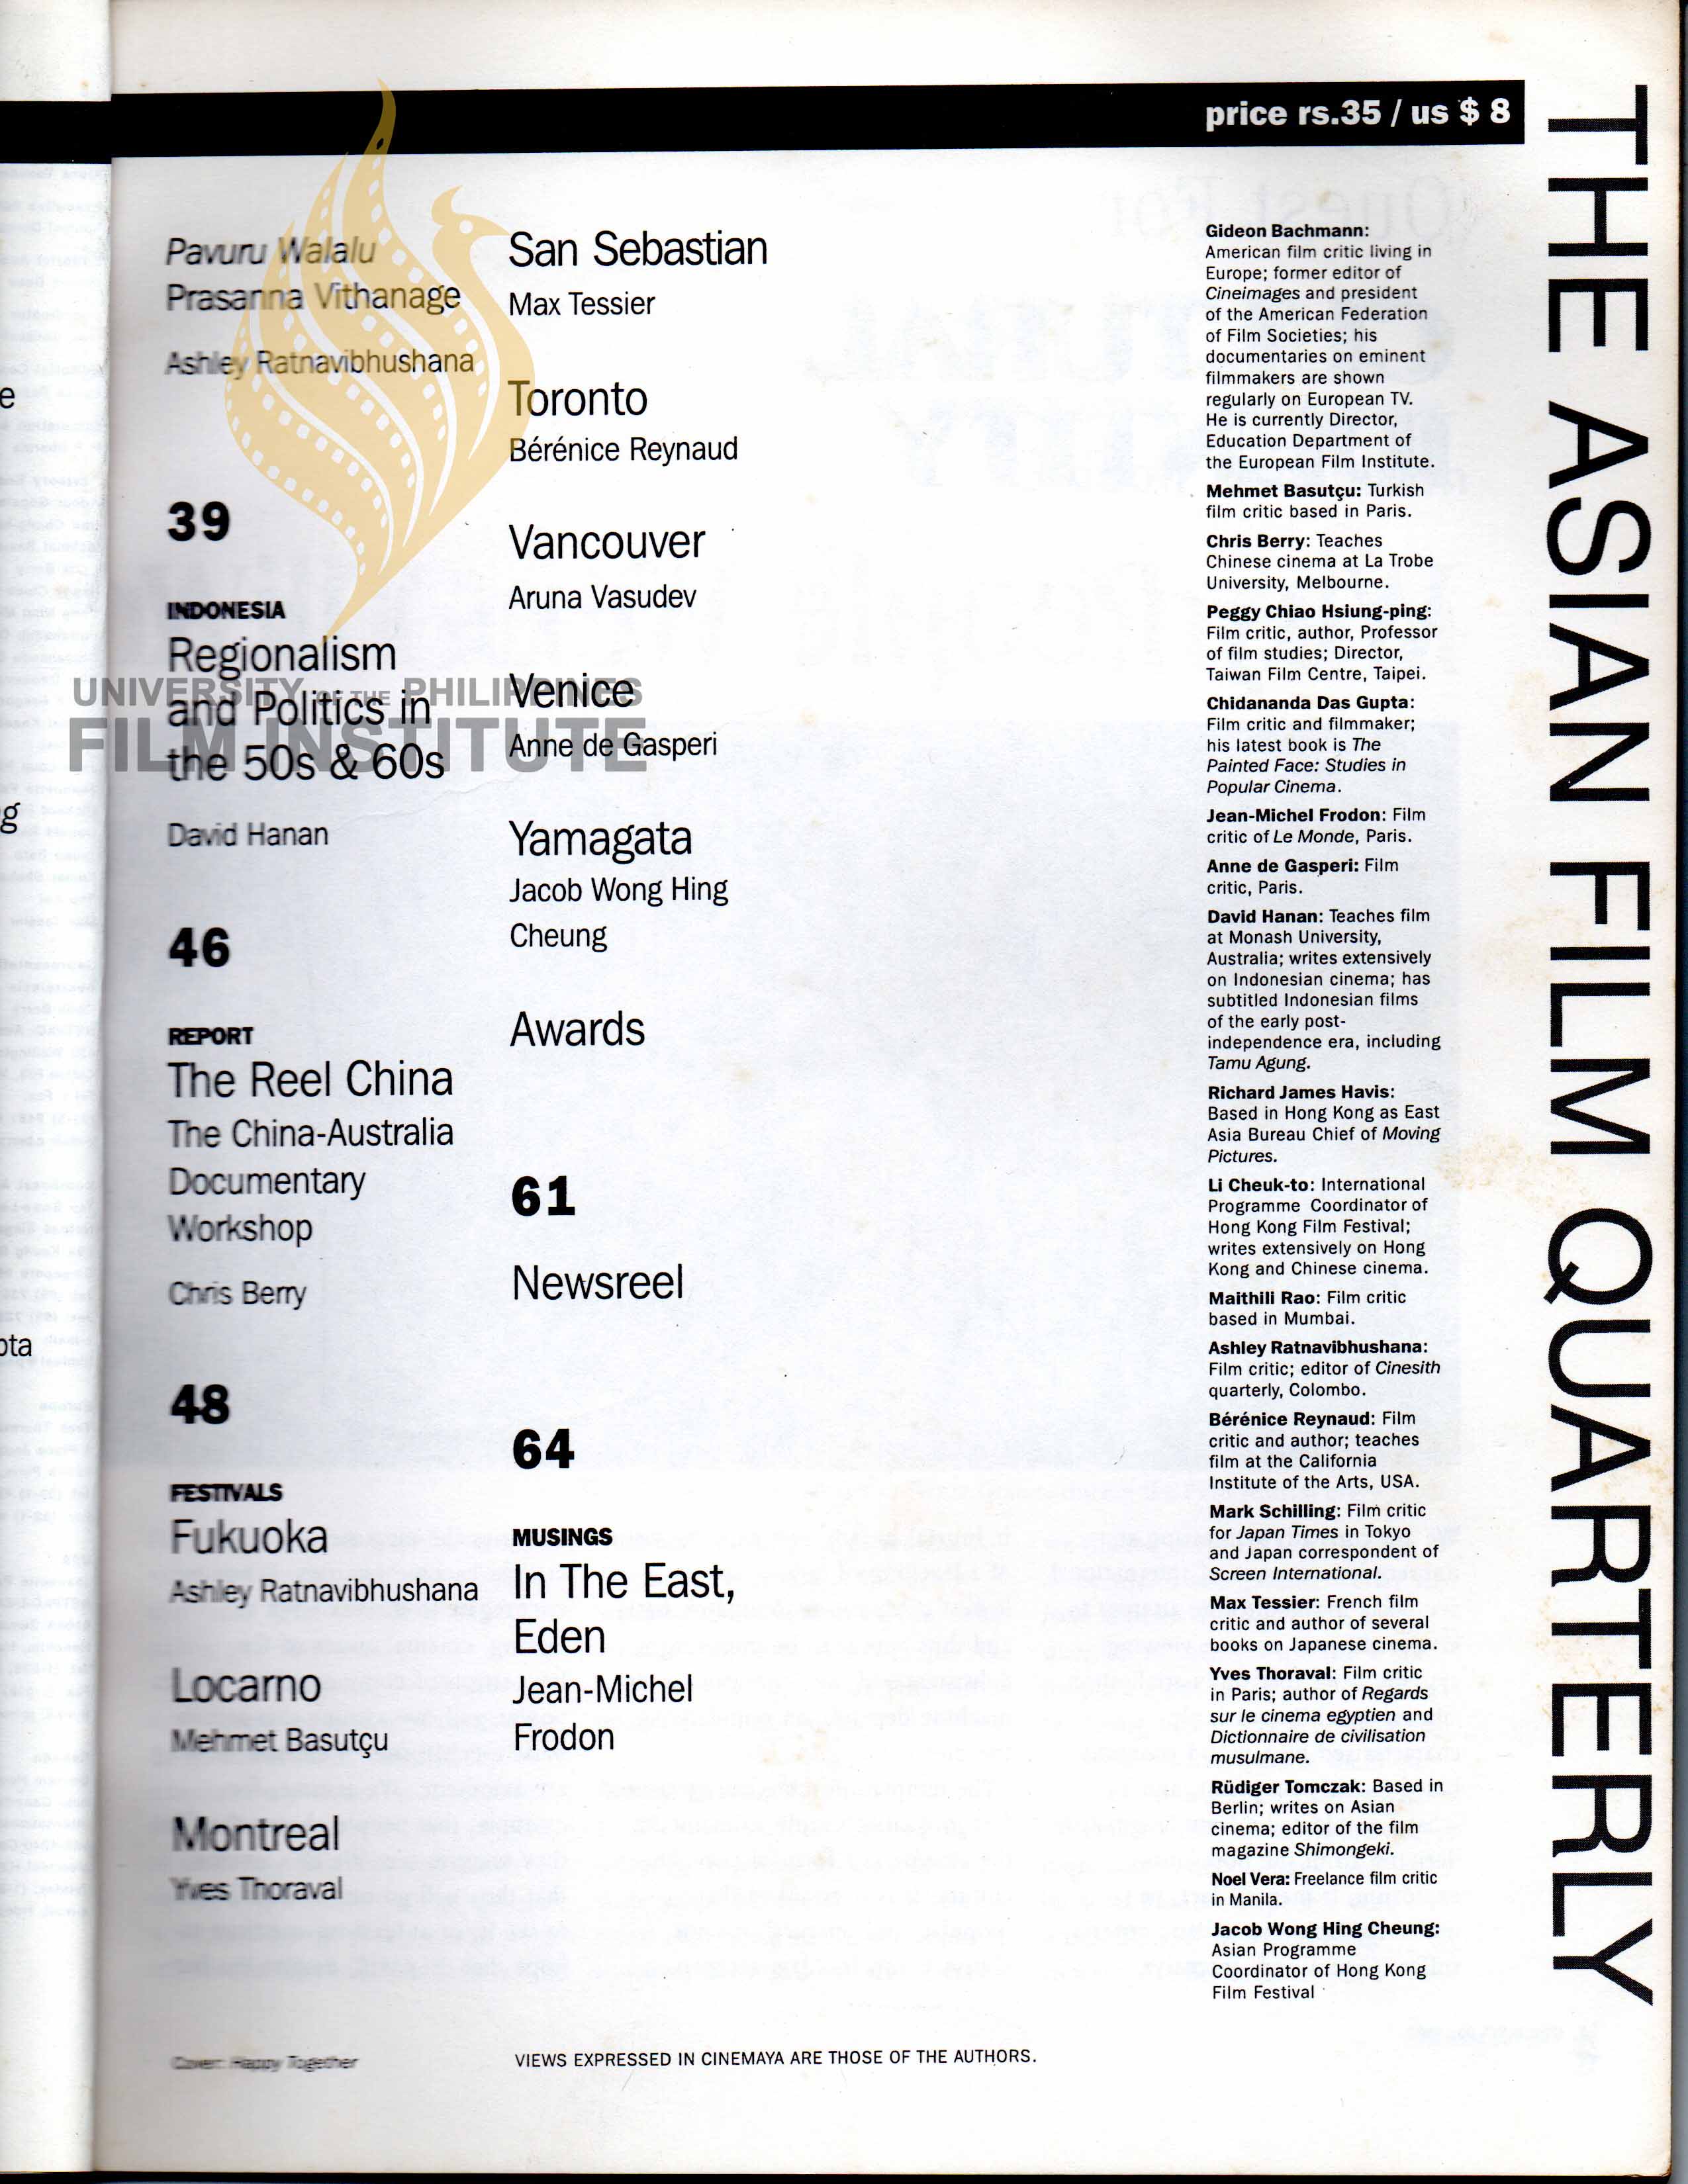 price rs.35 / us $ 8
THE ASIAN FILM QUARTERLY
e
g
ota
Pavuru Walalu
Prasanna Vithanage
Ashley Ratnavibhushana
39
INDONESIA
Regionalism
and Politics in
the 50s & 60s
David Hanan
46
REPORT
The Reel China
The China-Australia
Documentary
Workshop
Chris Berry
48
FESTIVALS
Fukuoka
Ashley Ratnavibhushana
Locarno
Mehmet Basutçu
Montreal
Yves Thoraval
Cover: Happy Together
San Sebastian
Max Tessier
Toronto
Bérénice Reynaud
Vancouver
Aruna Vasudev
Venice
Anne de Gasperi
Yamagata
Jacob Wong Hing
Cheung
Awards
61
Newsreel
64
MUSINGS
In The East,
Eden
Jean-Michel
Frodon
VIEWS EXPRESSED IN CINEMAYA ARE THOSE OF THE AUTHORS.
Gideon Bachmann:
American film critic living in
Europe; former editor of
Cineimages and president
of the American Federation
of Film Societies; his
documentaries on eminent
filmmakers are shown
regularly on European TV.
He is currently Director,
Education Department of
the European Film Institute.
Mehmet Basutçu: Turkish
film critic based in Paris.
Chris Berry: Teaches
Chinese cinema at La Trobe
University, Melbourne.
Peggy Chiao Hsiung-ping:
Film critic, author, Professor
of film studies; Director,
Taiwan Film Centre, Taipei.
Chidananda Das Gupta:
Film critic and filmmaker;
his latest book is The
Painted Face: Studies in
Popular Cinema.
Jean-Michel Frodon: Film
critic of Le Monde, Paris.
Anne de Gasperi: Film
critic, Paris.
David Hanan: Teaches film
at Monash University,
Australia; writes extensively
on Indonesian cinema; has
subtitled Indonesian films
of the early post-
independence era, including
Tamu Agung.
Richard James Havis:
Based in Hong Kong as East
Asia Bureau Chief of Moving
Pictures.
Li Cheuk-to: International
Programme Coordinator of
Hong Kong Film Festival;
writes extensively on Hong
Kong and Chinese cinema.
Maithili Rao: Film critic
based in Mumbai.
Ashley Ratnavibhushana:
Film critic; editor of Cinesith
quarterly, Colombo.
Bérénice Reynaud: Film
critic and author; teaches
film at the California
Institute of the Arts, USA.
Mark Schilling: Film critic
for Japan Times in Tokyo
and Japan correspondent of
Screen International.
Max Tessier: French film
critic and author of several
books on Japanese cinema.
Yves Thoraval: Film critic
in Paris; author of Regards
sur le cinema egyptien and
Dictionnaire de civilisation
musulmane.
Rüdiger Tomczak: Based in
Berlin; writes on Asian
cinema; editor of the film
magazine Shimongeki.
Noel Vera: Freelance film critic
in Manila.
Jacob Wong Hing Cheung:
Asian Programme
Coordinator of Hong Kong
Film Festival
UNIVERSITY OF THE PHILIPPINES
FILM INSTITUTE